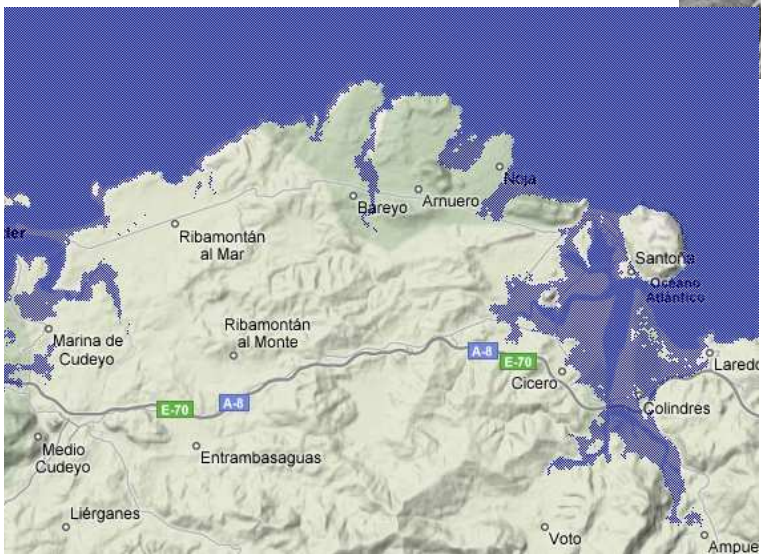 Noja
Arnuero
Bareyo
Ribamontán
al Mar
Santoña
Océano
Atlántico
Marina de
Cudeyo
Ribamontán
al Monte
A-8
E-70
Cicero
Laredo
E-70
A-8
Colindres
Medio
Cudeyo
Entrambasaguas
Liérganes
Voto
Ampue